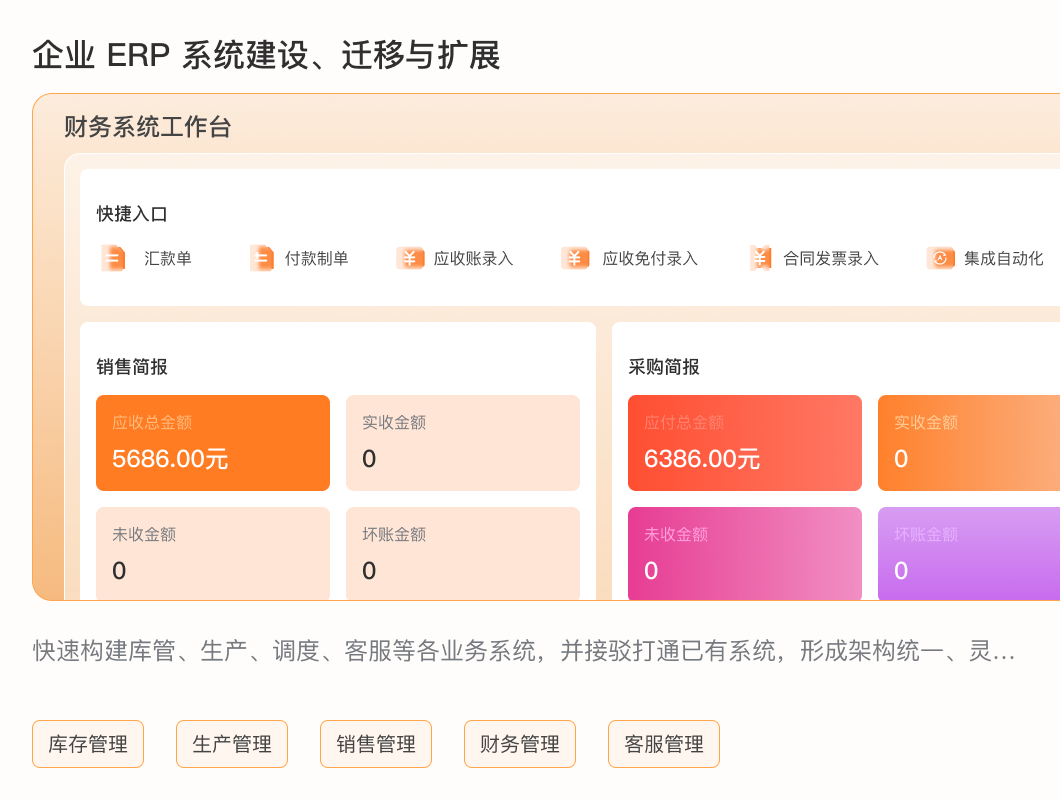 企业 ERP 系统建设、迁移与扩展
财务系统工作台
快捷入口
汇款单 付款制单 应收账录入 应收免付录入 合同发票录入 集成自动化
销售简报 采购简报
应收总金额 实收金额 应付总金额 实收金额
5686.00元 0 6386.00元 0
未收金额 坏账金额 未收金额 坏账金额
0 0 0 0
快速构建库管、生产、调度、客服等各业务系统，并接驳打通已有系统，形成架构统一、灵…
库存管理 生产管理 销售管理 财务管理 客服管理